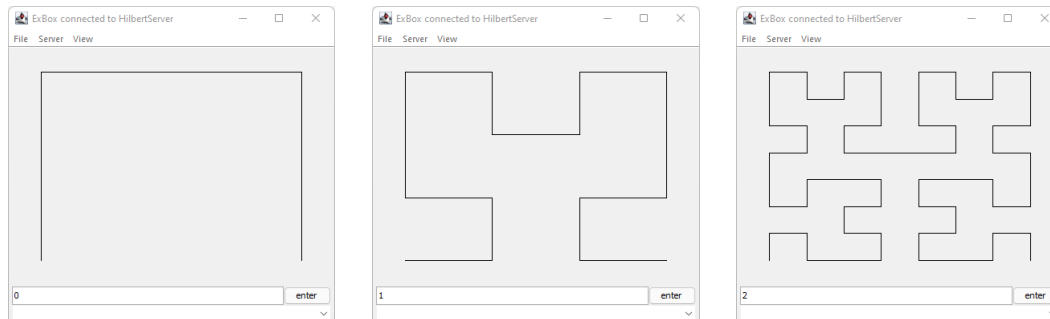 ExBox connected to HilbertServer
File Server View
0 enter
ExBox connected to HilbertServer
File Server View
1 enter
ExBox connected to HilbertServer
File Server View
2 enter